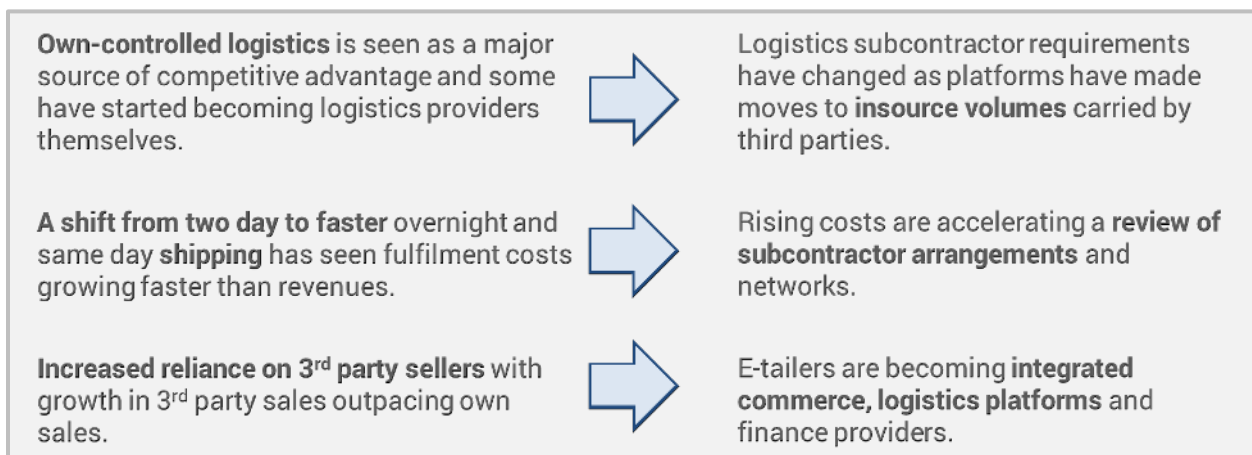 Own-controlled logistics is seen as a major
source of competitive advantage and some
have started becoming logistics providers
themselves.
Logistics subcontractor requirements
have changed as platforms have made
moves to insource volumes carried by
third parties.
A shift from two day to faster overnight and
same day shipping has seen fulfilment costs
growing faster than revenues.
Rising costs are accelerating a review of
subcontractor arrangements and
networks.
Increased reliance on 3rd party sellers with
growth in 3rd party sales outpacing own
sales.
E-tailers are becoming integrated
commerce, logistics platforms and
finance providers.